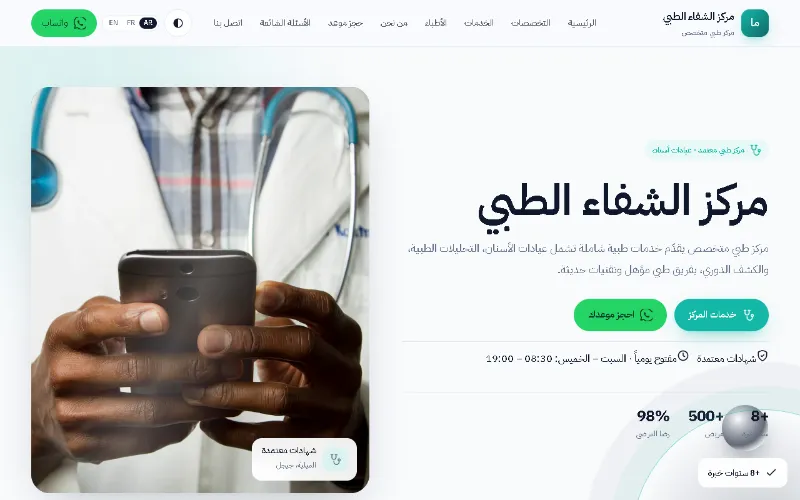 ما
مركز الشفاء الطبي
مركز طبي متخصص
الرئيسية
التخصصات
الخدمات
الأطباء
من نحن
حجز موعد
الأسئلة الشائعة
اتصل بنا
AR FR EN
واتساب
مركز طبي معتمد · عيادات أسنان
مركز الشفاء الطبي
مركز طبي متخصص يقدّم خدمات طبية شاملة تشمل عيادات الأسنان، التحليلات الطبية،
والكشف الدوري، بفريق طبي مؤهل وتقنيات حديثة.
خدمات المركز
احجز موعدك
شهادات معتمدة
مفتوح يومياً · السبت – الخميس: 08:30 – 19:00
8+
500+
مريض
98%
رضا المرضى
شهادات معتمدة
الميلية، جيجل
+8 سنوات خبرة